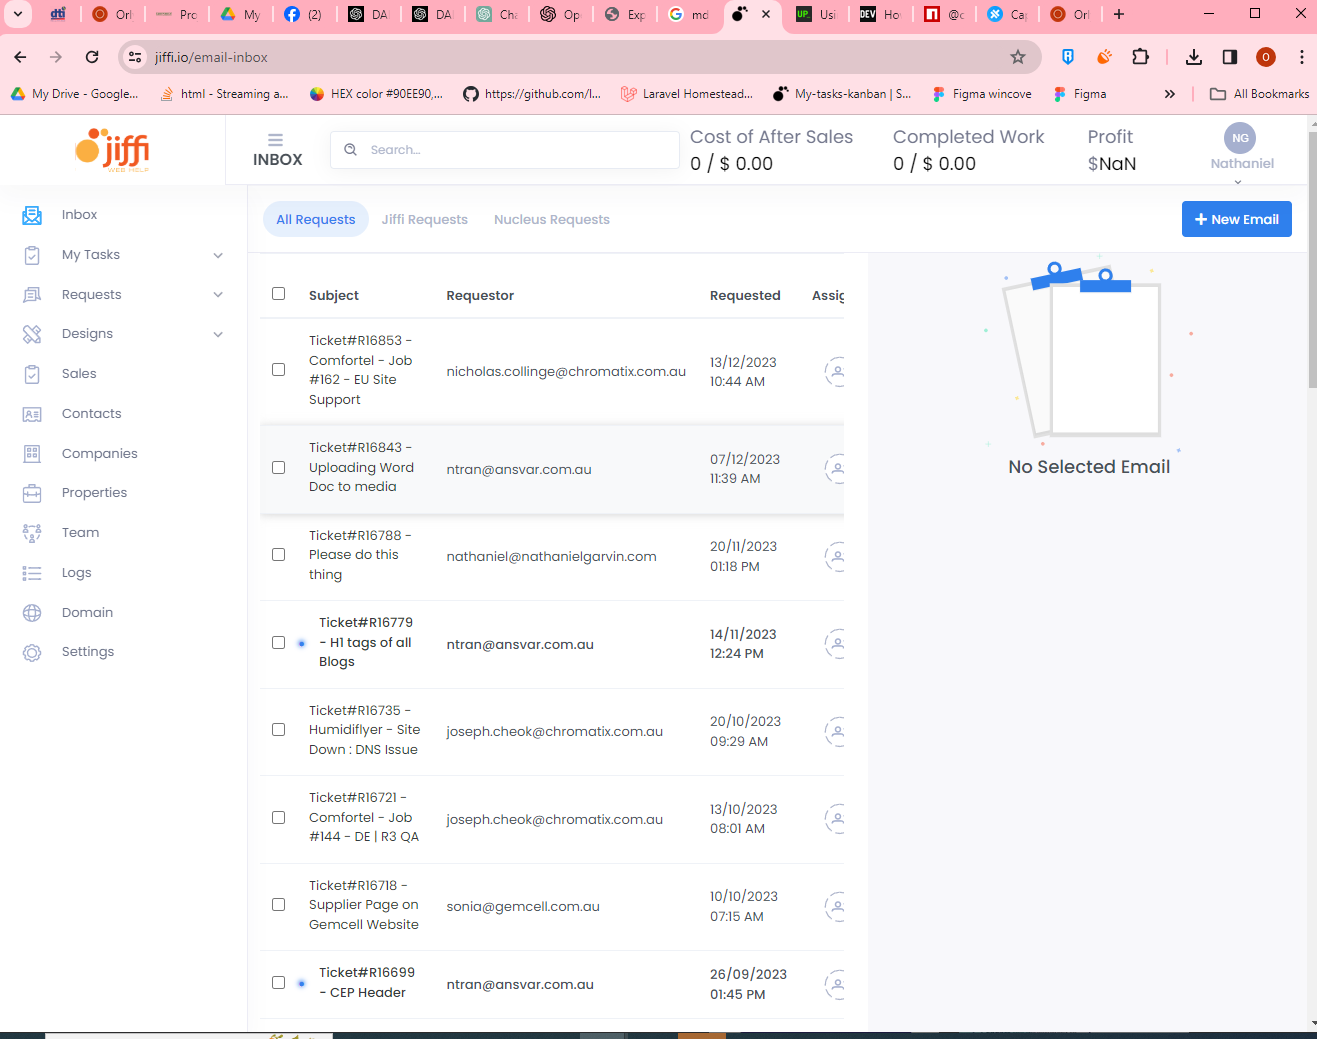 Orl
Pro
My
(2)
DA
DA
Cha
Op
Exp
md
Usi
DEV
Ho
@c
Ca
Orl
jiffi.io/email-inbox
O
My Drive - Google...
html - Streaming a...
HEX color #90EE90,...
https://github.com/l...
Laravel Homestead...
My-tasks-kanban | S...
Figma wincove
Figma
All Bookmarks
jiffi
WEB-HELP
INBOX
Search...
Cost of After Sales
0 / $ 0.00
Completed Work
0 / $ 0.00
Profit
$NaN
NG
Nathaniel
Inbox
My Tasks
Requests
Designs
Sales
Contacts
Companies
Properties
Team
Logs
Domain
Settings
All Requests
Jiffi Requests
Nucleus Requests
+ New Email
Subject
Requestor
Requested
Assig
Ticket#R16853 -
Comfortel - Job
#162 - EU Site
Support
nicholas.collinge@chromatix.com.au
13/12/2023
10:44 AM
Ticket#R16843 -
Uploading Word
Doc to media
ntran@ansvar.com.au
07/12/2023
11:39 AM
Ticket#R16788 -
Please do this
thing
nathaniel@nathanielgarvin.com
20/11/2023
01:18 PM
Ticket#R16779
- H1 tags of all
Blogs
ntran@ansvar.com.au
14/11/2023
12:24 PM
Ticket#R16735 -
Humidiflyer - Site
Down : DNS Issue
joseph.cheok@chromatix.com.au
20/10/2023
09:29 AM
Ticket#R16721 -
Comfortel - Job
#144 - DE | R3 QA
joseph.cheok@chromatix.com.au
13/10/2023
08:01 AM
Ticket#R16718 -
Supplier Page on
Gemcell Website
sonia@gemcell.com.au
10/10/2023
07:15 AM
Ticket#R16699
- CEP Header
ntran@ansvar.com.au
26/09/2023
01:45 PM
No Selected Email